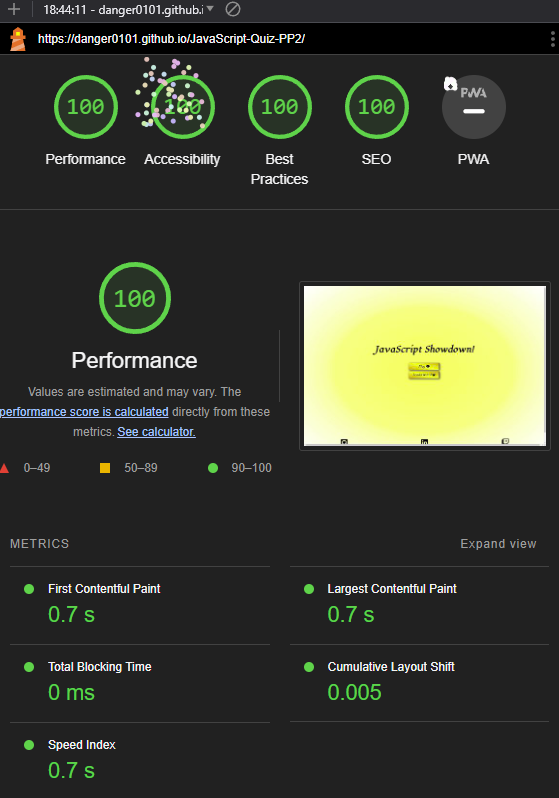 18:44:11 - danger0101.github.i
https://danger0101.github.io/JavaScript-Quiz-PP2/
100 100 100 100 PWA
Performance Accessibility Best Practices SEO PWA
100
Performance
Values are estimated and may vary. The
performance score is calculated directly from these
metrics. See calculator.
0–49 50–89 90–100
JavaScript Showdown!
METRICS Expand view
First Contentful Paint
0.7 s
Largest Contentful Paint
0.7 s
Total Blocking Time
0 ms
Cumulative Layout Shift
0.005
Speed Index
0.7 s